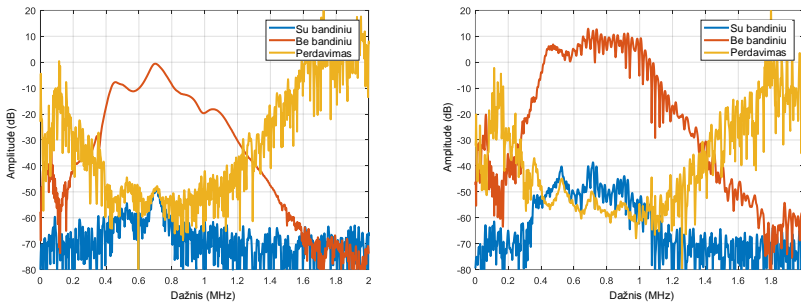 20
10
0
-10
-20
-30
-40
-50
-60
-70
-80
Amplitudė (dB)
0 0.2 0.4 0.6 0.8 1 1.2 1.4 1.6 1.8 2
Dažnis (MHz)
Su bandiniu
Be bandiniu
Perdavimas
20
10
0
-10
-20
-30
-40
-50
-60
-70
-80
Amplitudė (dB)
0 0.2 0.4 0.6 0.8 1 1.2 1.4 1.6 1.8 2
Dažnis (MHz)
Su bandiniu
Be bandiniu
Perdavimas